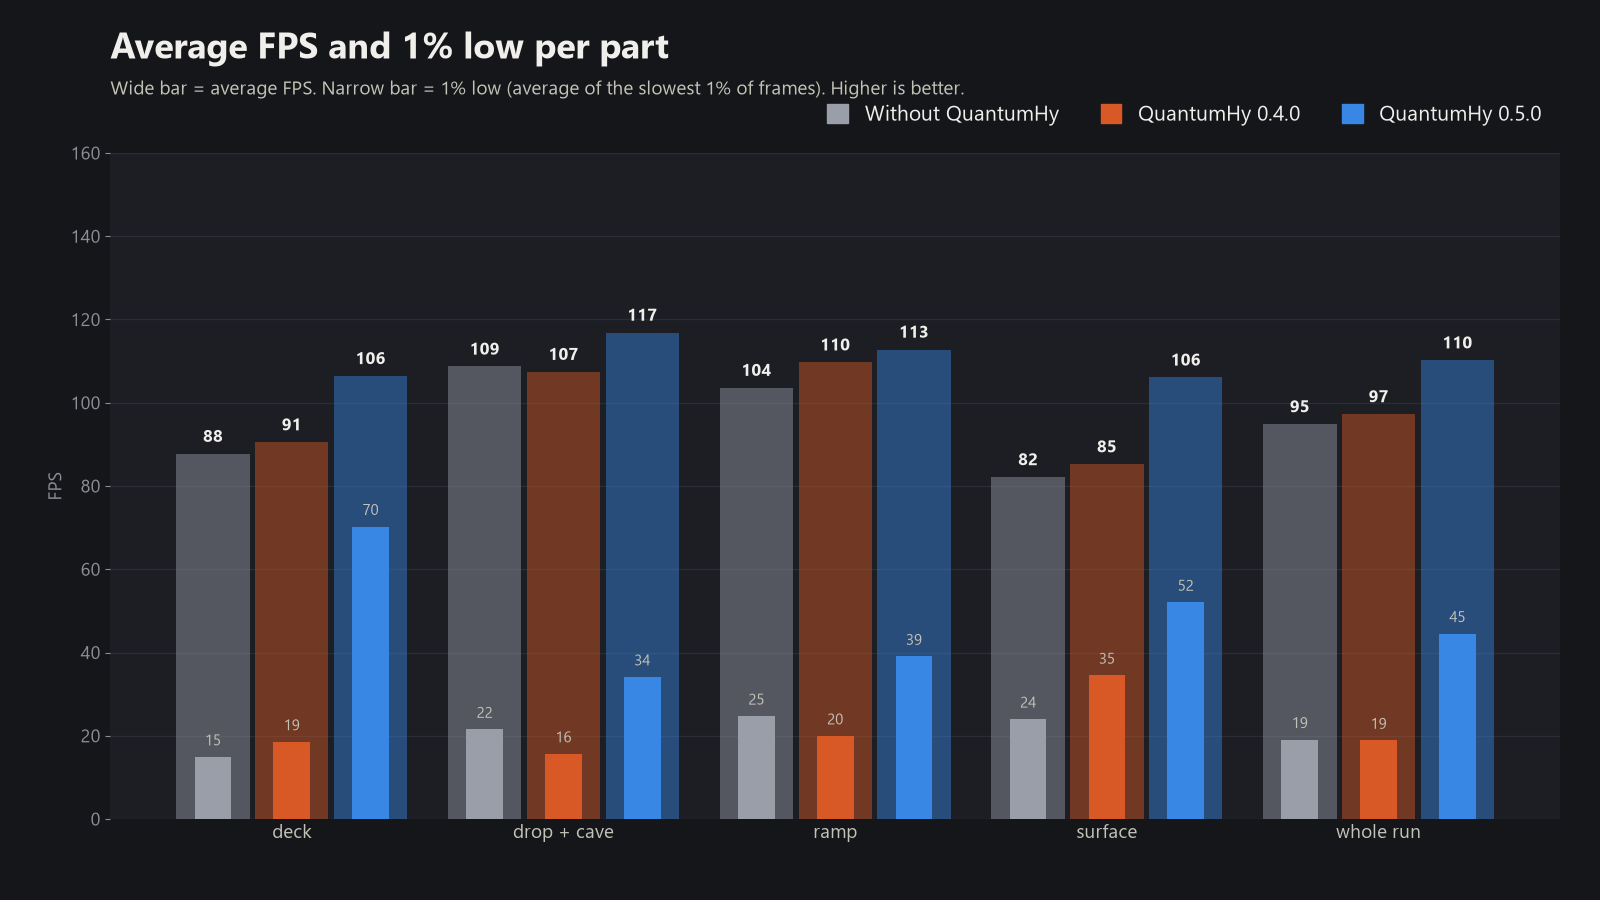 Average FPS and 1% low per part
Wide bar = average FPS. Narrow bar = 1% low (average of the slowest 1% of frames). Higher is better.
Without QuantumHy QuantumHy 0.4.0 QuantumHy 0.5.0
160
140
120
100
80
60
40
20
0
FPS
88 91 106
15 19 70
109 107 117
22 16 34
104 110 113
25 20 39
82 85 106
24 35 52
95 97 110
19 19 45
deck drop + cave ramp surface whole run